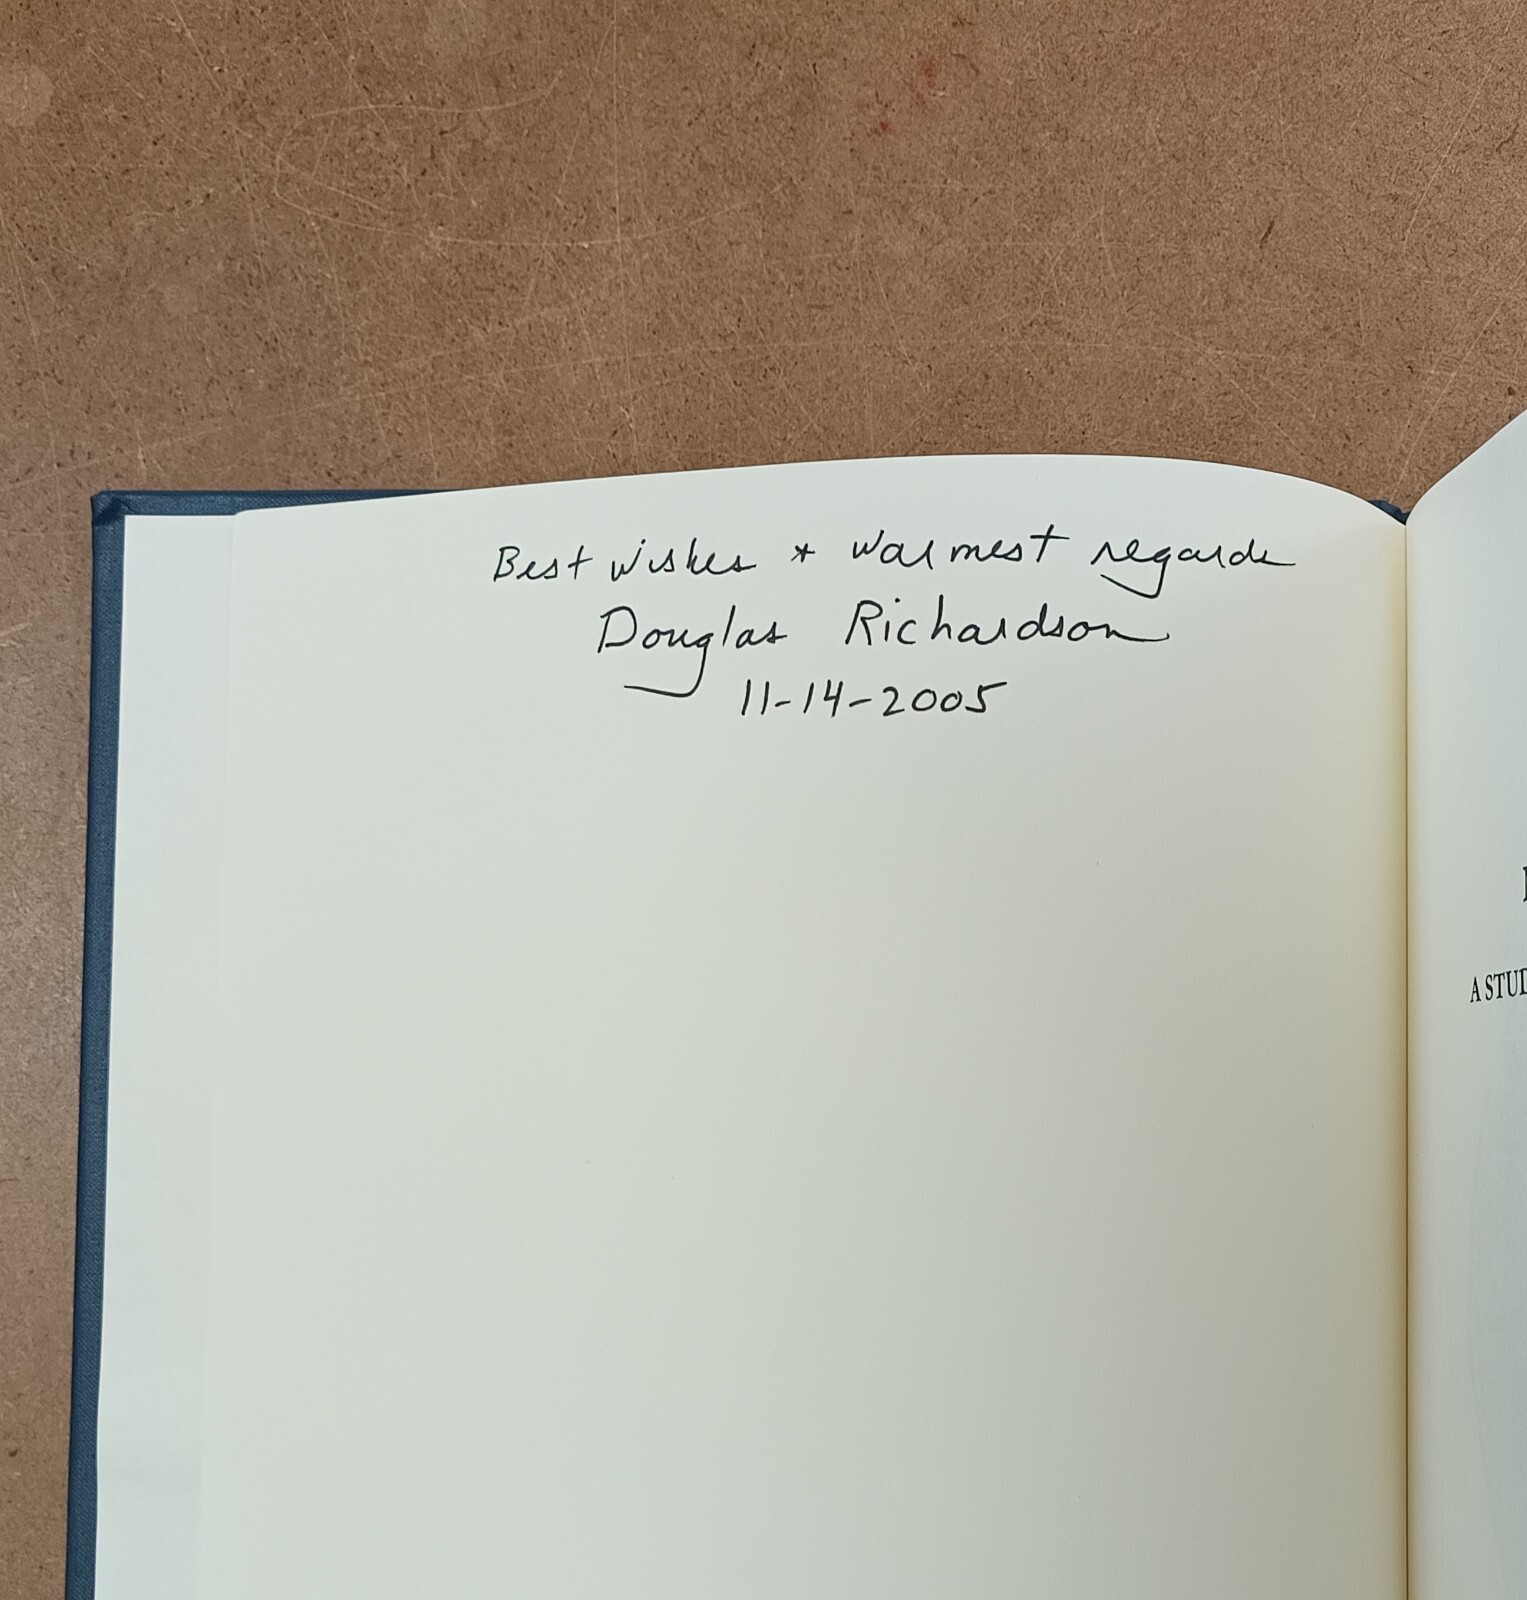 Best wishes + warmest regards
Douglas Richardson
11-14-2005
A STUD